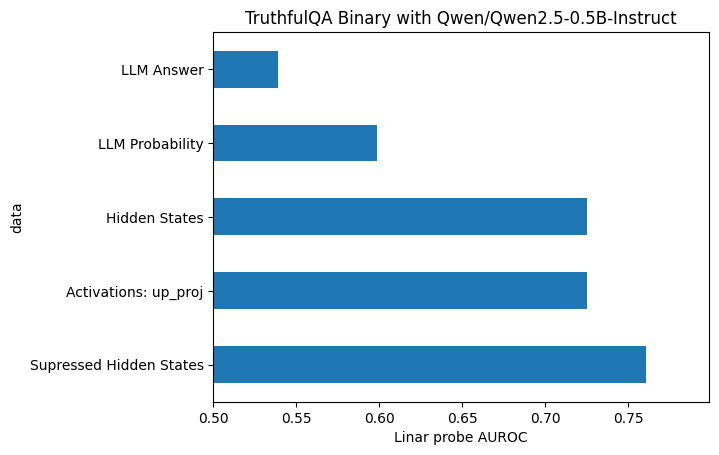 TruthfulQA Binary with Qwen/Qwen2.5-0.5B-Instruct
LLM Answer
LLM Probability
Hidden States
Activations: up_proj
Supressed Hidden States
data
0.50 0.55 0.60 0.65 0.70 0.75
Linar probe AUROC